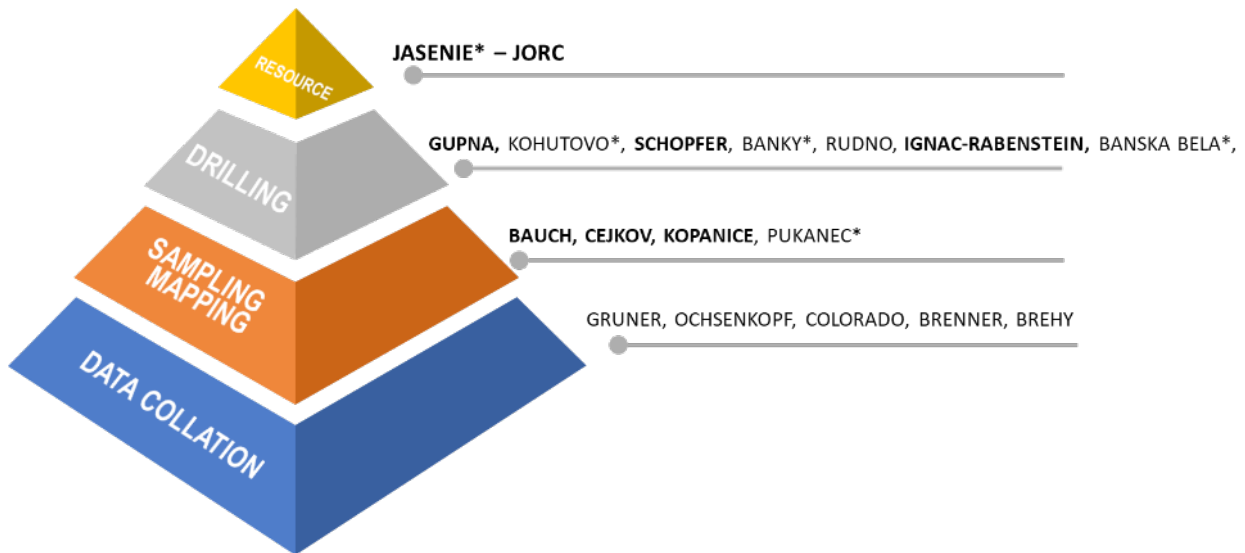 RESOURCE
JASENIE* – JORC
DRILLING
GUPNA, KOHUTOVO*, SCHOPFER, BANKY*, RUDNO, IGNAC-RABENSTEIN, BANSKA BELA*,
SAMPLING
MAPPING
BAUCH, CEJKOV, KOPANICE, PUKANEC*
DATA COLLATION
GRUNER, OCHSENKOPF, COLORADO, BRENNER, BREHY